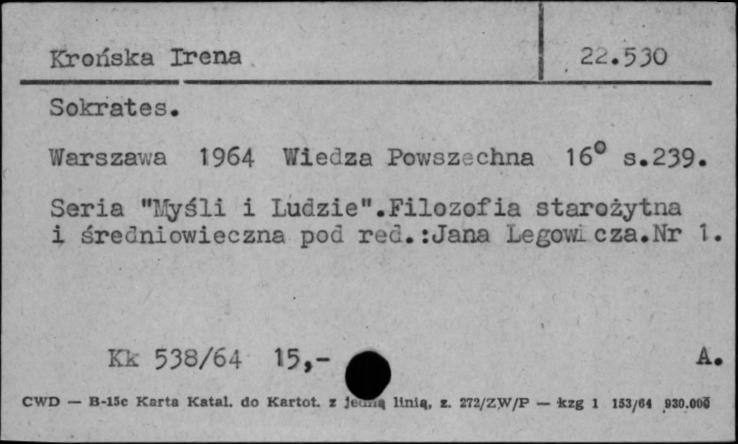 Krońska Irena 22.530
Sokrates.
Warszawa 1964 Wiedza Powszechna 16° s.239.
Seria "Myśli i Ludzie".Filozofia starożytna
i średniowieczna pod red.:Jana Legowicza.Nr 1.
Kk 538/64 15,- A.
CWD — B-15c Karta Katal. do Kartot. z jedną linią, z. 272/ZW/P — kzg 1 153/64 930.000